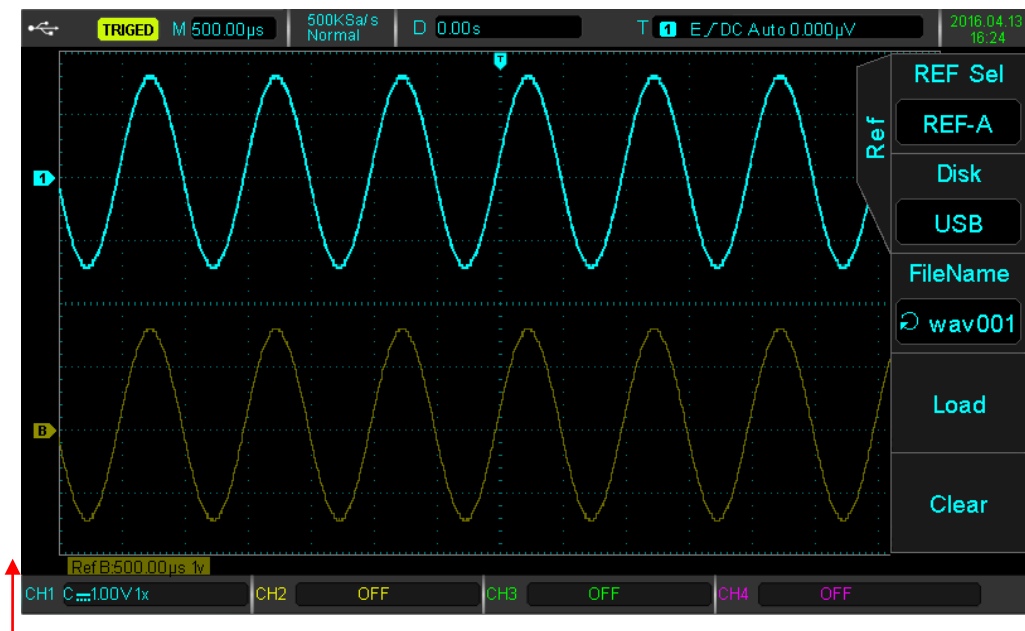 TRIGED M 500.00µs 500KSa/s Normal D 0.00s T 1 E DC Auto 0.000µV 2016.04.13 16:24
T
REF Sel
REF-A
Ref
Disk
1
USB
FileName
wav001
Load
B
Clear
Ref B:500.00µs 1v
CH1 C 1.00V 1x CH2 OFF CH3 OFF CH4 OFF